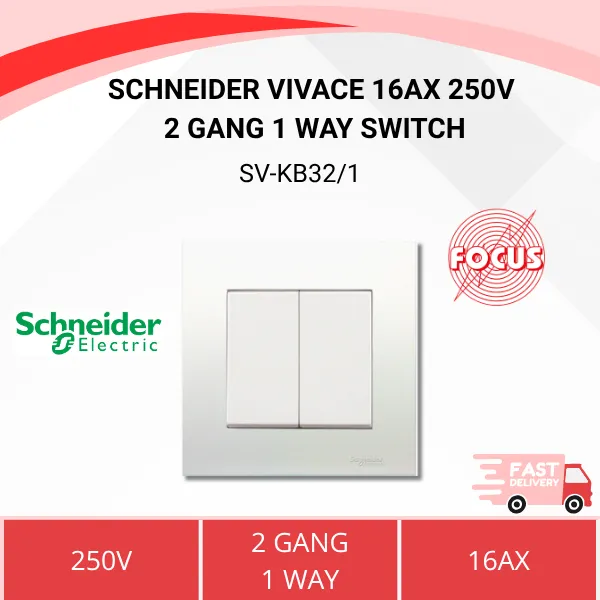 SCHNEIDER VIVACE 16AX 250V
2 GANG 1 WAY SWITCH
SV-KB32/1
FOCUS
Schneider
Electric
Schneider
FAST
DELIVERY
250V
2 GANG
1 WAY
16AX